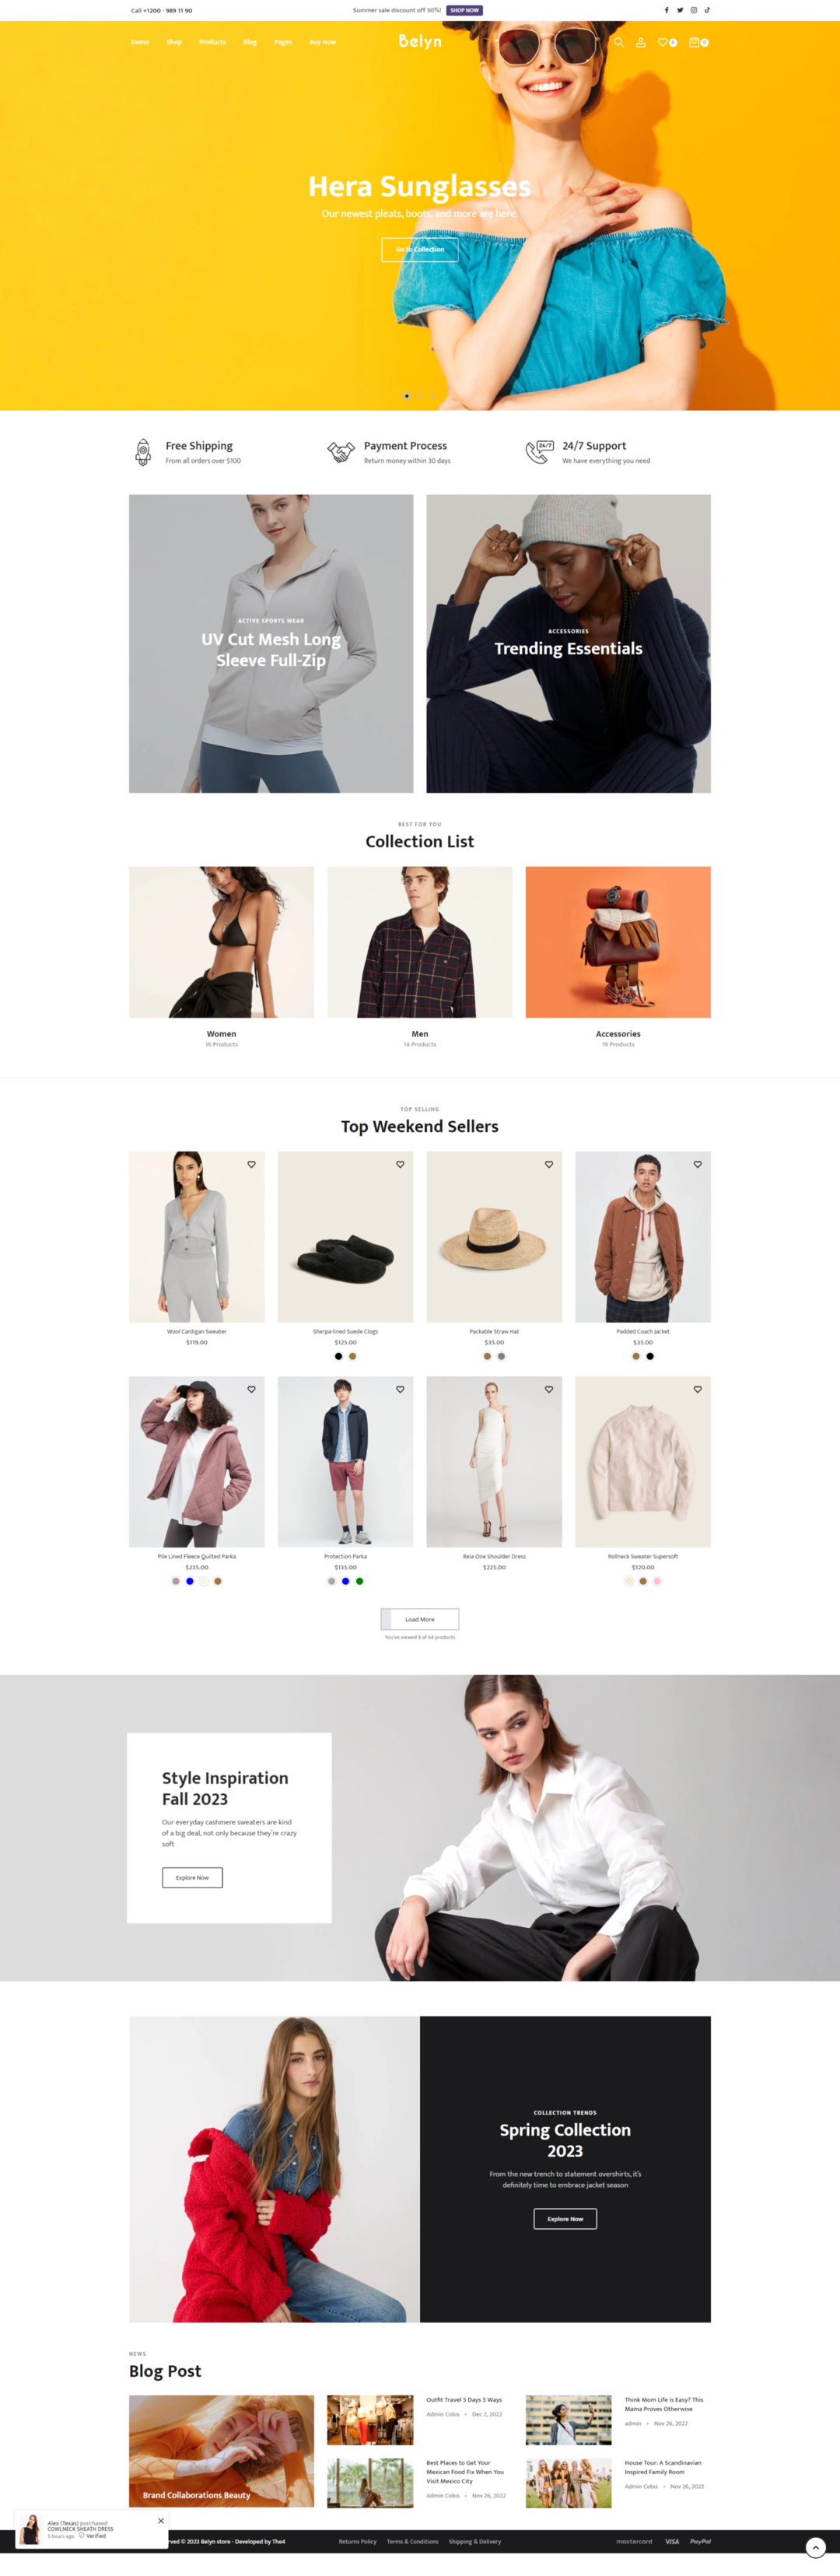 Call +1200 - 989 11 90
Summer sale discount off 50%! SHOP NOW
Demo Shop Products Blog Pages Buy Now
Belyn
0 0
Hera Sunglasses
Our newest pleats, boots, and more are here.
Go to Collection
Free Shipping
From all orders over $100
Payment Process
Return money within 30 days
24/7
24/7 Support
We have everything you need
ACTIVE SPORTS WEAR
UV Cut Mesh Long
Sleeve Full-Zip
ACCESSORIES
Trending Essentials
BEST FOR YOU
Collection List
Women
16 Products
Men
14 Products
Accessories
19 Products
TOP SELLING
Top Weekend Sellers
Wool Cardigan Sweater
$119.00
Sherpa-lined Suede Clogs
$125.00
Packable Straw Hat
$35.00
Padded Coach Jacket
$35.00
Pile Lined Fleece Quilted Parka
$235.00
Protection Parka
$135.00
Reia One Shoulder Dress
$225.00
Rollneck Sweater Supersoft
$120.00
Load More
You've viewed 8 of 64 products
Style Inspiration
Fall 2023
Our everyday cashmere sweaters are kind
of a big deal, not only because they're crazy
soft
Explore Now
COLLECTION TRENDS
Spring Collection
2023
From the new trench to statement overshirts, it's
definitely time to embrace jacket season
Explore Now
NEWS
Blog Post
Brand Collaborations Beauty
Outfit Travel 5 Days 5 Ways
Admin Cobis • Dec 2, 2022
Best Places to Get Your
Mexican Food Fix When You
Visit Mexico City
Admin Cobis • Nov 26, 2022
Think Mom Life is Easy? This
Mama Proves Otherwise
admin • Nov 26, 2022
House Tour: A Scandinavian
Inspired Family Room
Admin Cobis • Nov 26, 2022
Alex (Texas) purchased
COWLNECK SHEATH DRESS
5 hours ago Verified
rved © 2023 Belyn store - Developed by The4
Returns Policy Terms & Conditions Shipping & Delivery
mastercard VISA PayPal